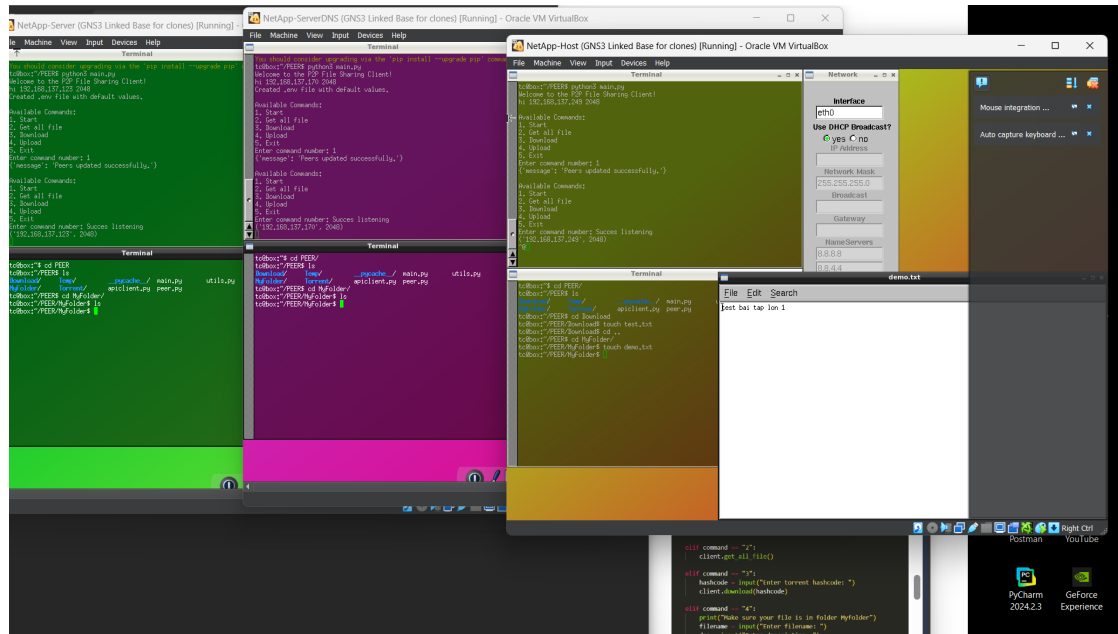 NetApp-Server (GNS3 Linked Base for clones) [Running] -
Machine View Input Devices Help
Terminal
You should consider upgrading via the 'pip install --upgrade pip'
tc@box:~/PEER$ python3 main.py
Welcome to the P2P File Sharing Client!
hi 192.168.137.123 2048
Created .env file with default values.
Available Commands:
1. Start
2. Get all file
3. Download
4. Upload
5. Exit
Enter command number: 1
{'message': 'Peers updated successfully.'}
Available Commands:
1. Start
2. Get all file
3. Download
4. Upload
5. Exit
Enter command number: Succes listening
('192.168.137.123', 2048)
Terminal
tc@box:~$ cd PEER
tc@box:~/PEER$ ls
Download/ Temp/ __pycache__/ main.py utils.py
MyFolder/ Torrent/ apiclient.py peer.py
tc@box:~/PEER$ cd MyFolder/
tc@box:~/PEER/MyFolder$ ls
tc@box:~/PEER/MyFolder$
NetApp-ServerDNS (GNS3 Linked Base for clones) [Running] - Oracle VM VirtualBox
File Machine View Input Devices Help
Terminal
You should consider upgrading via the 'pip install --upgrade pip' comman
tc@box:~/PEER$ python3 main.py
Welcome to the P2P File Sharing Client!
hi 192.168.137.170 2048
Created .env file with default values.
Available Commands:
1. Start
2. Get all file
3. Download
4. Upload
5. Exit
Enter command number: 1
{'message': 'Peers updated successfully.'}
Available Commands:
1. Start
2. Get all file
3. Download
4. Upload
5. Exit
Enter command number: Succes listening
('192.168.137.170', 2048)
Terminal
tc@box:~$ cd PEER/
tc@box:~/PEER$ ls
Download/ Temp/ __pycache__/ main.py utils.py
MyFolder/ Torrent/ apiclient.py peer.py
tc@box:~/PEER$ cd MyFolder/
tc@box:~/PEER/MyFolder$ ls
tc@box:~/PEER/MyFolder$
NetApp-Host (GNS3 Linked Base for clones) [Running] - Oracle VM VirtualBox
File Machine View Input Devices Help
Terminal
tc@box:~/PEER$ python3 main.py
Welcome to the P2P File Sharing Client!
hi 192.168.137.249 2048
Available Commands:
1. Start
2. Get all file
3. Download
4. Upload
5. Exit
Enter command number: 1
{'message': 'Peers updated successfully.'}
Available Commands:
1. Start
2. Get all file
3. Download
4. Upload
5. Exit
Enter command number: Succes listening
('192.168.137.249', 2048)
^@
Network
Interface
eth0
Use DHCP Broadcast?
yes no
IP Address
Network Mask
255.255.255.0
Broadcast
Gateway
NameServers
8.8.8.8
8.8.4.4
Mouse integration ...
Auto capture keyboard ...
Terminal
tc@box:~$ cd PEER/
tc@box:~/PEER$ ls
/ main.py
apiclient.py peer.py
tc@box:~/PEER$ cd Download
tc@box:~/PEER/Download$ touch test.txt
tc@box:~/PEER/Download$ cd ..
tc@box:~/PEER$ cd MyFolder/
tc@box:~/PEER/MyFolder$ touch demo.txt
tc@box:~/PEER/MyFolder$
demo.txt
File Edit Search
test bai tap lon 1
Right Ctrl
Postman
YouTube
elif command == "2":
client.get_all_file()
elif command == "3":
hashcode = input("Enter torrent hashcode: ")
client.download(hashcode)
elif command == "4":
print("Make sure your file is in folder MyFolder")
filename = input("Enter filename: ")
PyCharm
2024.2.3
GeForce
Experience